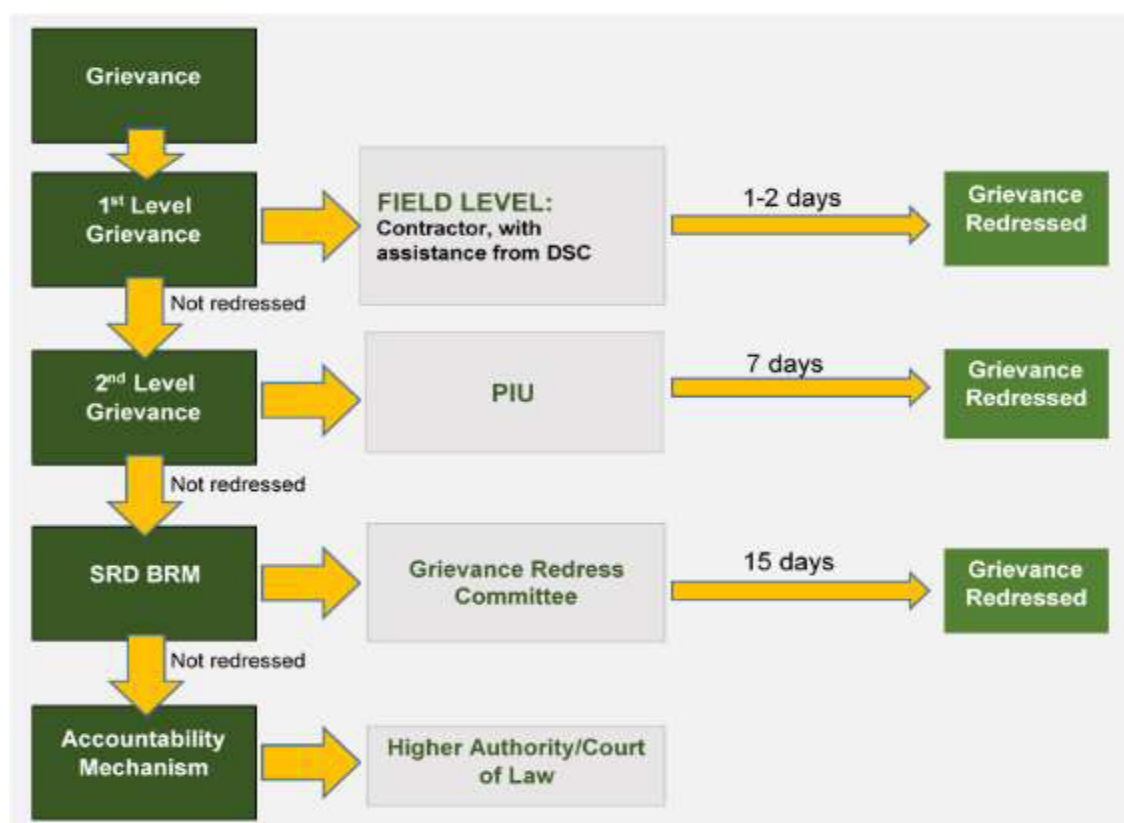 Grievance
1st Level
Grievance
FIELD LEVEL:
Contractor, with
assistance from DSC
1-2 days
Grievance
Redressed
Not redressed
2nd Level
Grievance
PIU
7 days
Grievance
Redressed
Not redressed
SRD BRM
Grievance Redress
Committee
15 days
Grievance
Redressed
Not redressed
Accountability
Mechanism
Higher Authority/Court
of Law